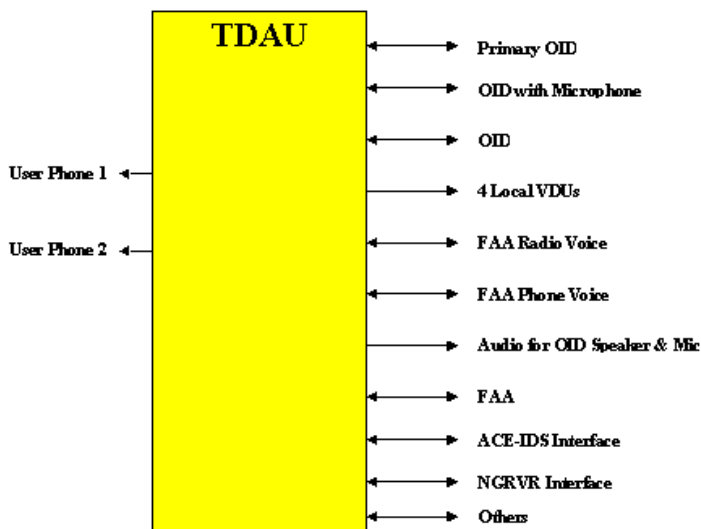 TDAU
Primary OID
OID with Microphone
OID
User Phone 1
4 Local VDUs
User Phone 2
FAA Radio Voice
FAA Phone Voice
Audio for OID Speaker & Mic
FAA
ACE-IDS Interface
NGRVR Interface
Others